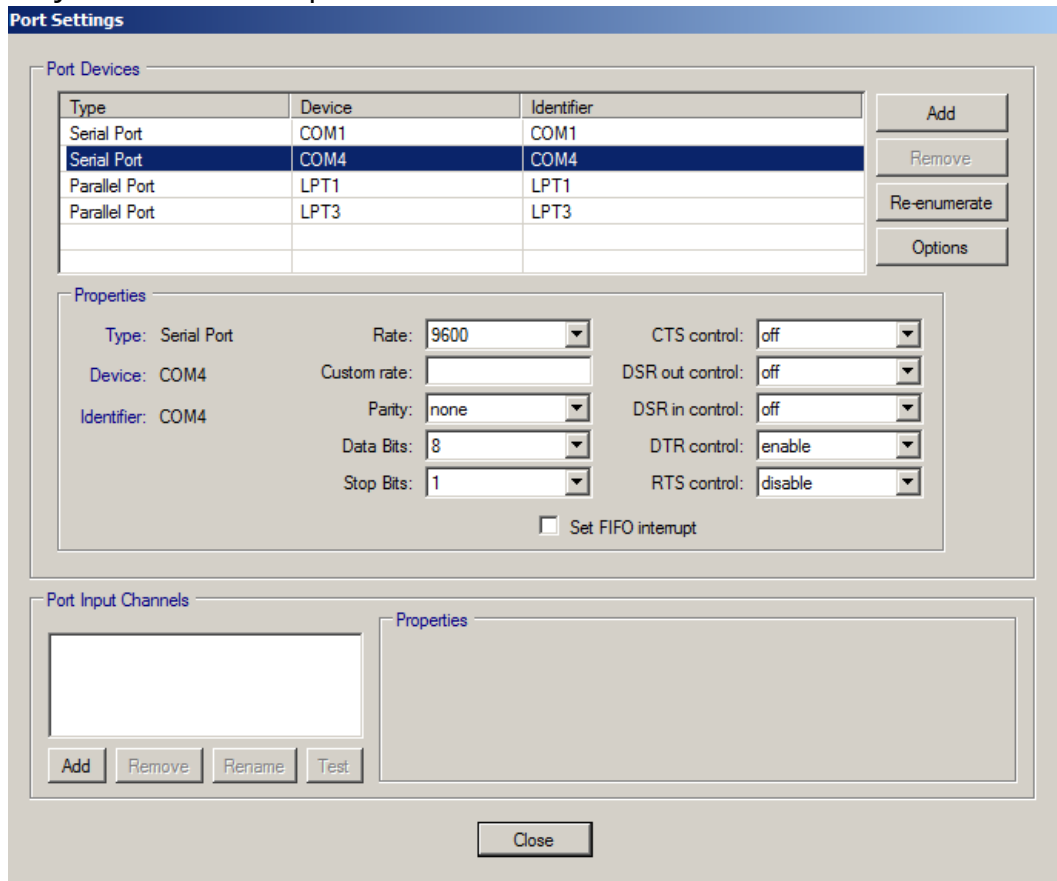 Port Settings
Port Devices
Type Device Identifier
Serial Port COM1 COM1
Serial Port COM4 COM4
Parallel Port LPT1 LPT1
Parallel Port LPT3 LPT3
Add
Remove
Re-enumerate
Options
Properties
Type: Serial Port
Device: COM4
Identifier: COM4
Rate: 9600
Custom rate:
Parity: none
Data Bits: 8
Stop Bits: 1
CTS control: off
DSR out control: off
DSR in control: off
DTR control: enable
RTS control: disable
Set FIFO interrupt
Port Input Channels
Add Remove Rename Test
Properties
Close